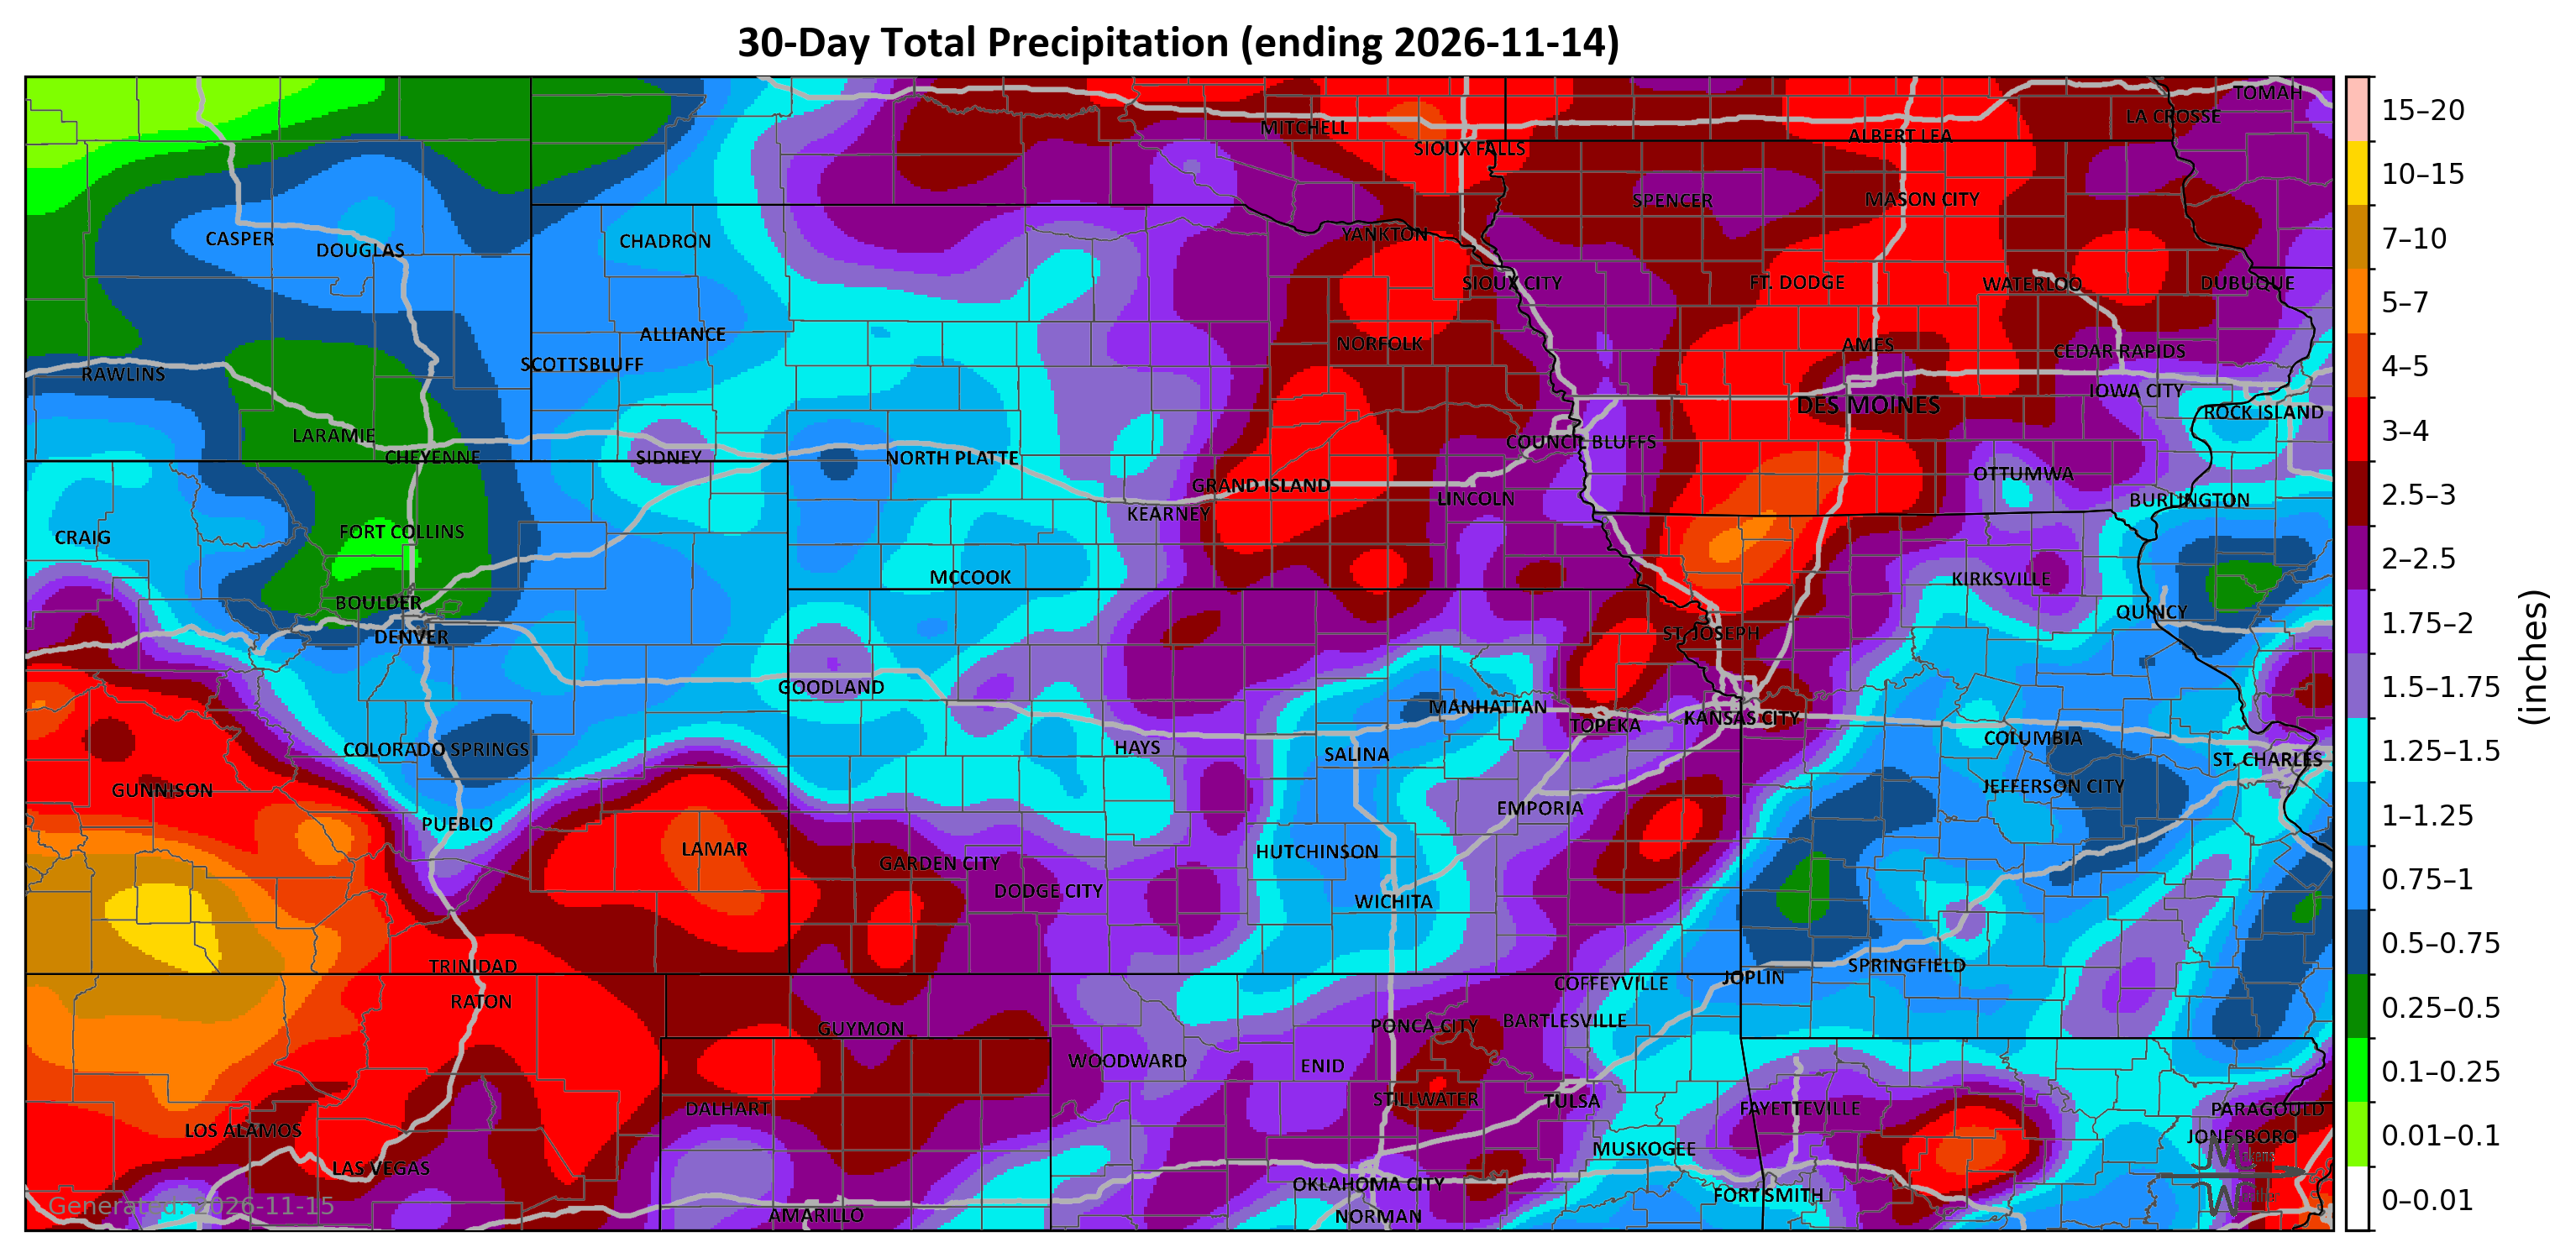 30-Day Total Precipitation (ending 2026-11-14)
TOMAH
LA CROSSE
MITCHELL
ALBERT LEA
SIOUX FALLS
SPENCER
MASON CITY
CASPER
DOUGLAS
CHADRON
YANKTON
SIOUX CITY
FT. DODGE
WATERLOO
DUBUQUE
ALLIANCE
SCOTTSBLUFF
NORFOLK
AMES
CEDAR RAPIDS
RAWLINS
IOWA CITY
DES MOINES
ROCK ISLAND
LARAMIE
CHEYENNE
SIDNEY
NORTH PLATTE
COUNCIL BLUFFS
OTTUMWA
GRAND ISLAND
LINCOLN
BURLINGTON
KEARNEY
CRAIG
FORT COLLINS
MCCOOK
KIRKSVILLE
BOULDER
QUINCY
DENVER
ST. JOSEPH
GOODLAND
MANHATTAN
TOPEKA
KANSAS CITY
COLORADO SPRINGS
HAYS
SALINA
COLUMBIA
ST. CHARLES
GUNNISON
JEFFERSON CITY
EMPORIA
PUEBLO
LAMAR
GARDEN CITY
HUTCHINSON
DODGE CITY
WICHITA
TRINIDAD
SPRINGFIELD
JOPLIN
COFFEYVILLE
RATON
GUYMON
PONCA CITY
BARTLESVILLE
WOODWARD
ENID
STILLWATER
TULSA
DALHART
FAYETTEVILLE
PARAGOULD
LOS ALAMOS
JONESBORO
MUSKOGEE
LAS VEGAS
OKLAHOMA CITY
FORT SMITH
AMARILLO
NORMAN
Generated: 2026-11-15
15–20
10–15
7–10
5–7
4–5
3–4
2.5–3
2–2.5
1.75–2
1.5–1.75
1.25–1.5
1–1.25
0.75–1
0.5–0.75
0.25–0.5
0.1–0.25
0.01–0.1
0–0.01
(inches)